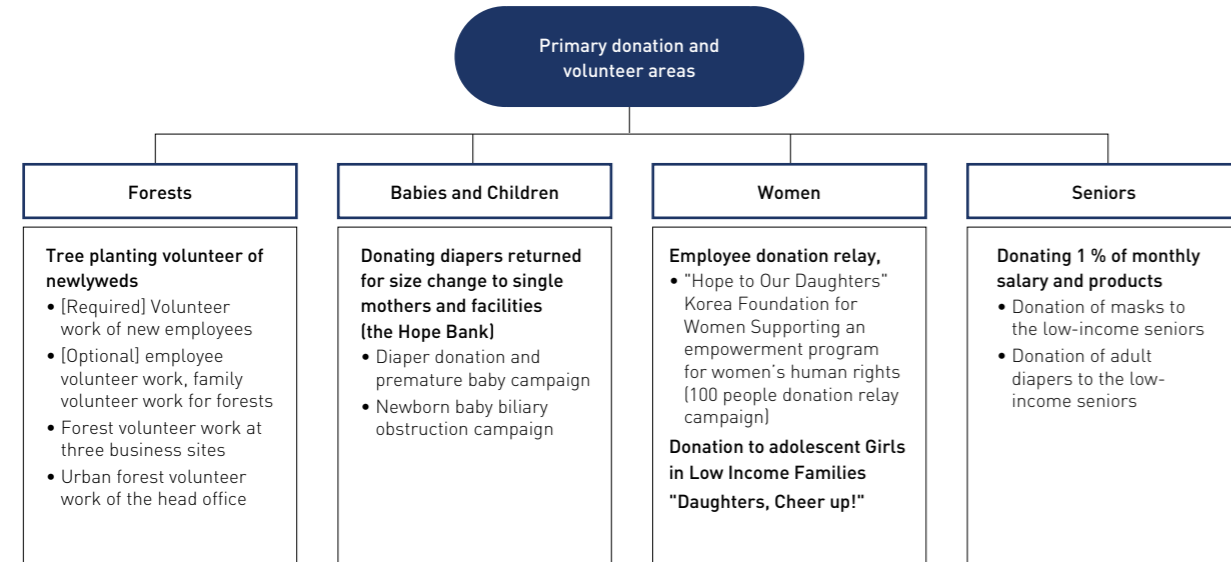 Primary donation and
volunteer areas
Forests
Tree planting volunteer of
newlyweds
• [Required] Volunteer
work of new employees
• [Optional] employee
volunteer work, family
volunteer work for forests
• Forest volunteer work at
three business sites
• Urban forest volunteer
work of the head office
Babies and Children
Donating diapers returned
for size change to single
mothers and facilities
(the Hope Bank)
• Diaper donation and
premature baby campaign
• Newborn baby biliary
obstruction campaign
Women
Employee donation relay,
• "Hope to Our Daughters"
Korea Foundation for
Women Supporting an
empowerment program
for women's human rights
(100 people donation relay
campaign)
Donation to adolescent Girls
in Low Income Families
"Daughters, Cheer up!"
Seniors
Donating 1 % of monthly
salary and products
• Donation of masks to
the low-income seniors
• Donation of adult
diapers to the low-
income seniors